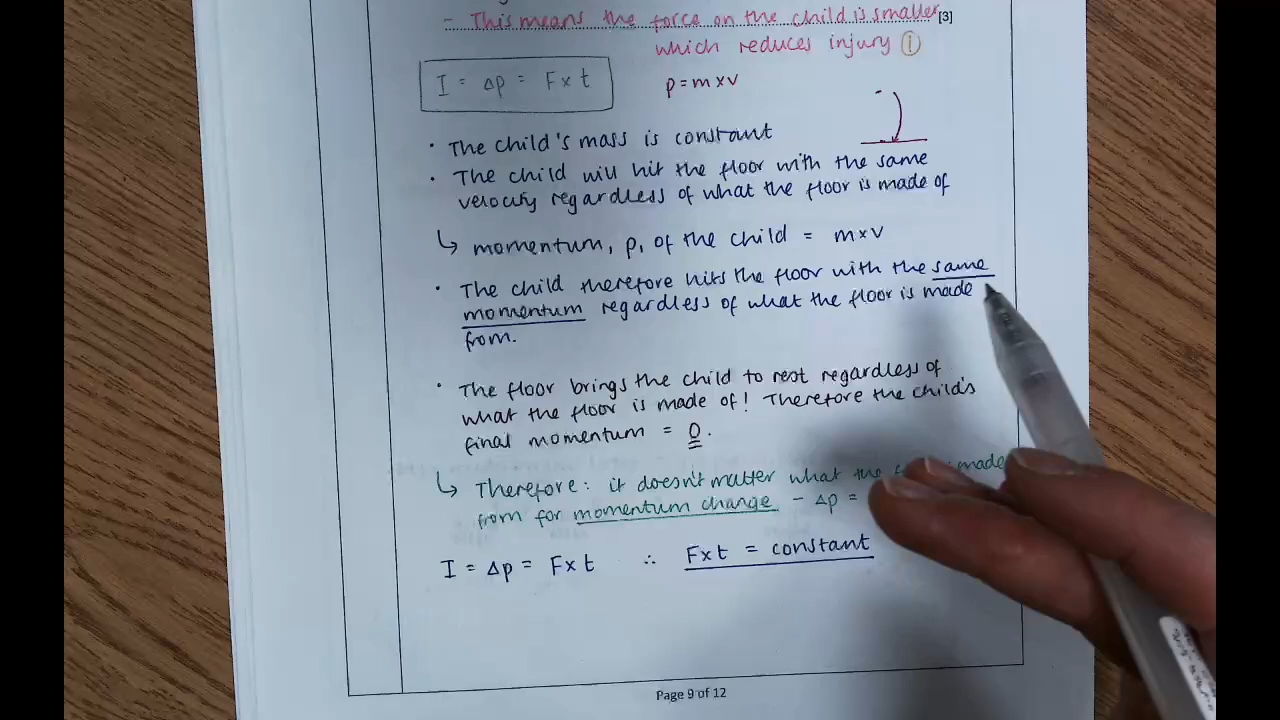 - This means the force on the child is smaller [3]
which reduces injury ①
I = Δp = F x t
p = m x v
· The child's mass is constant
· The child will hit the floor with the same
velocity regardless of what the floor is made of
↳ momentum, p, of the child = m x v
· The child therefore hits the floor with the same
momentum regardless of what the floor is made
from.
· The floor brings the child to rest regardless of
what the floor is made of! Therefore the child's
final momentum = 0.
↳ Therefore: it doesn't matter what the made
from for momentum change - Δp =
I = Δp = F x t ∴ F x t = constant
Page 9 of 12